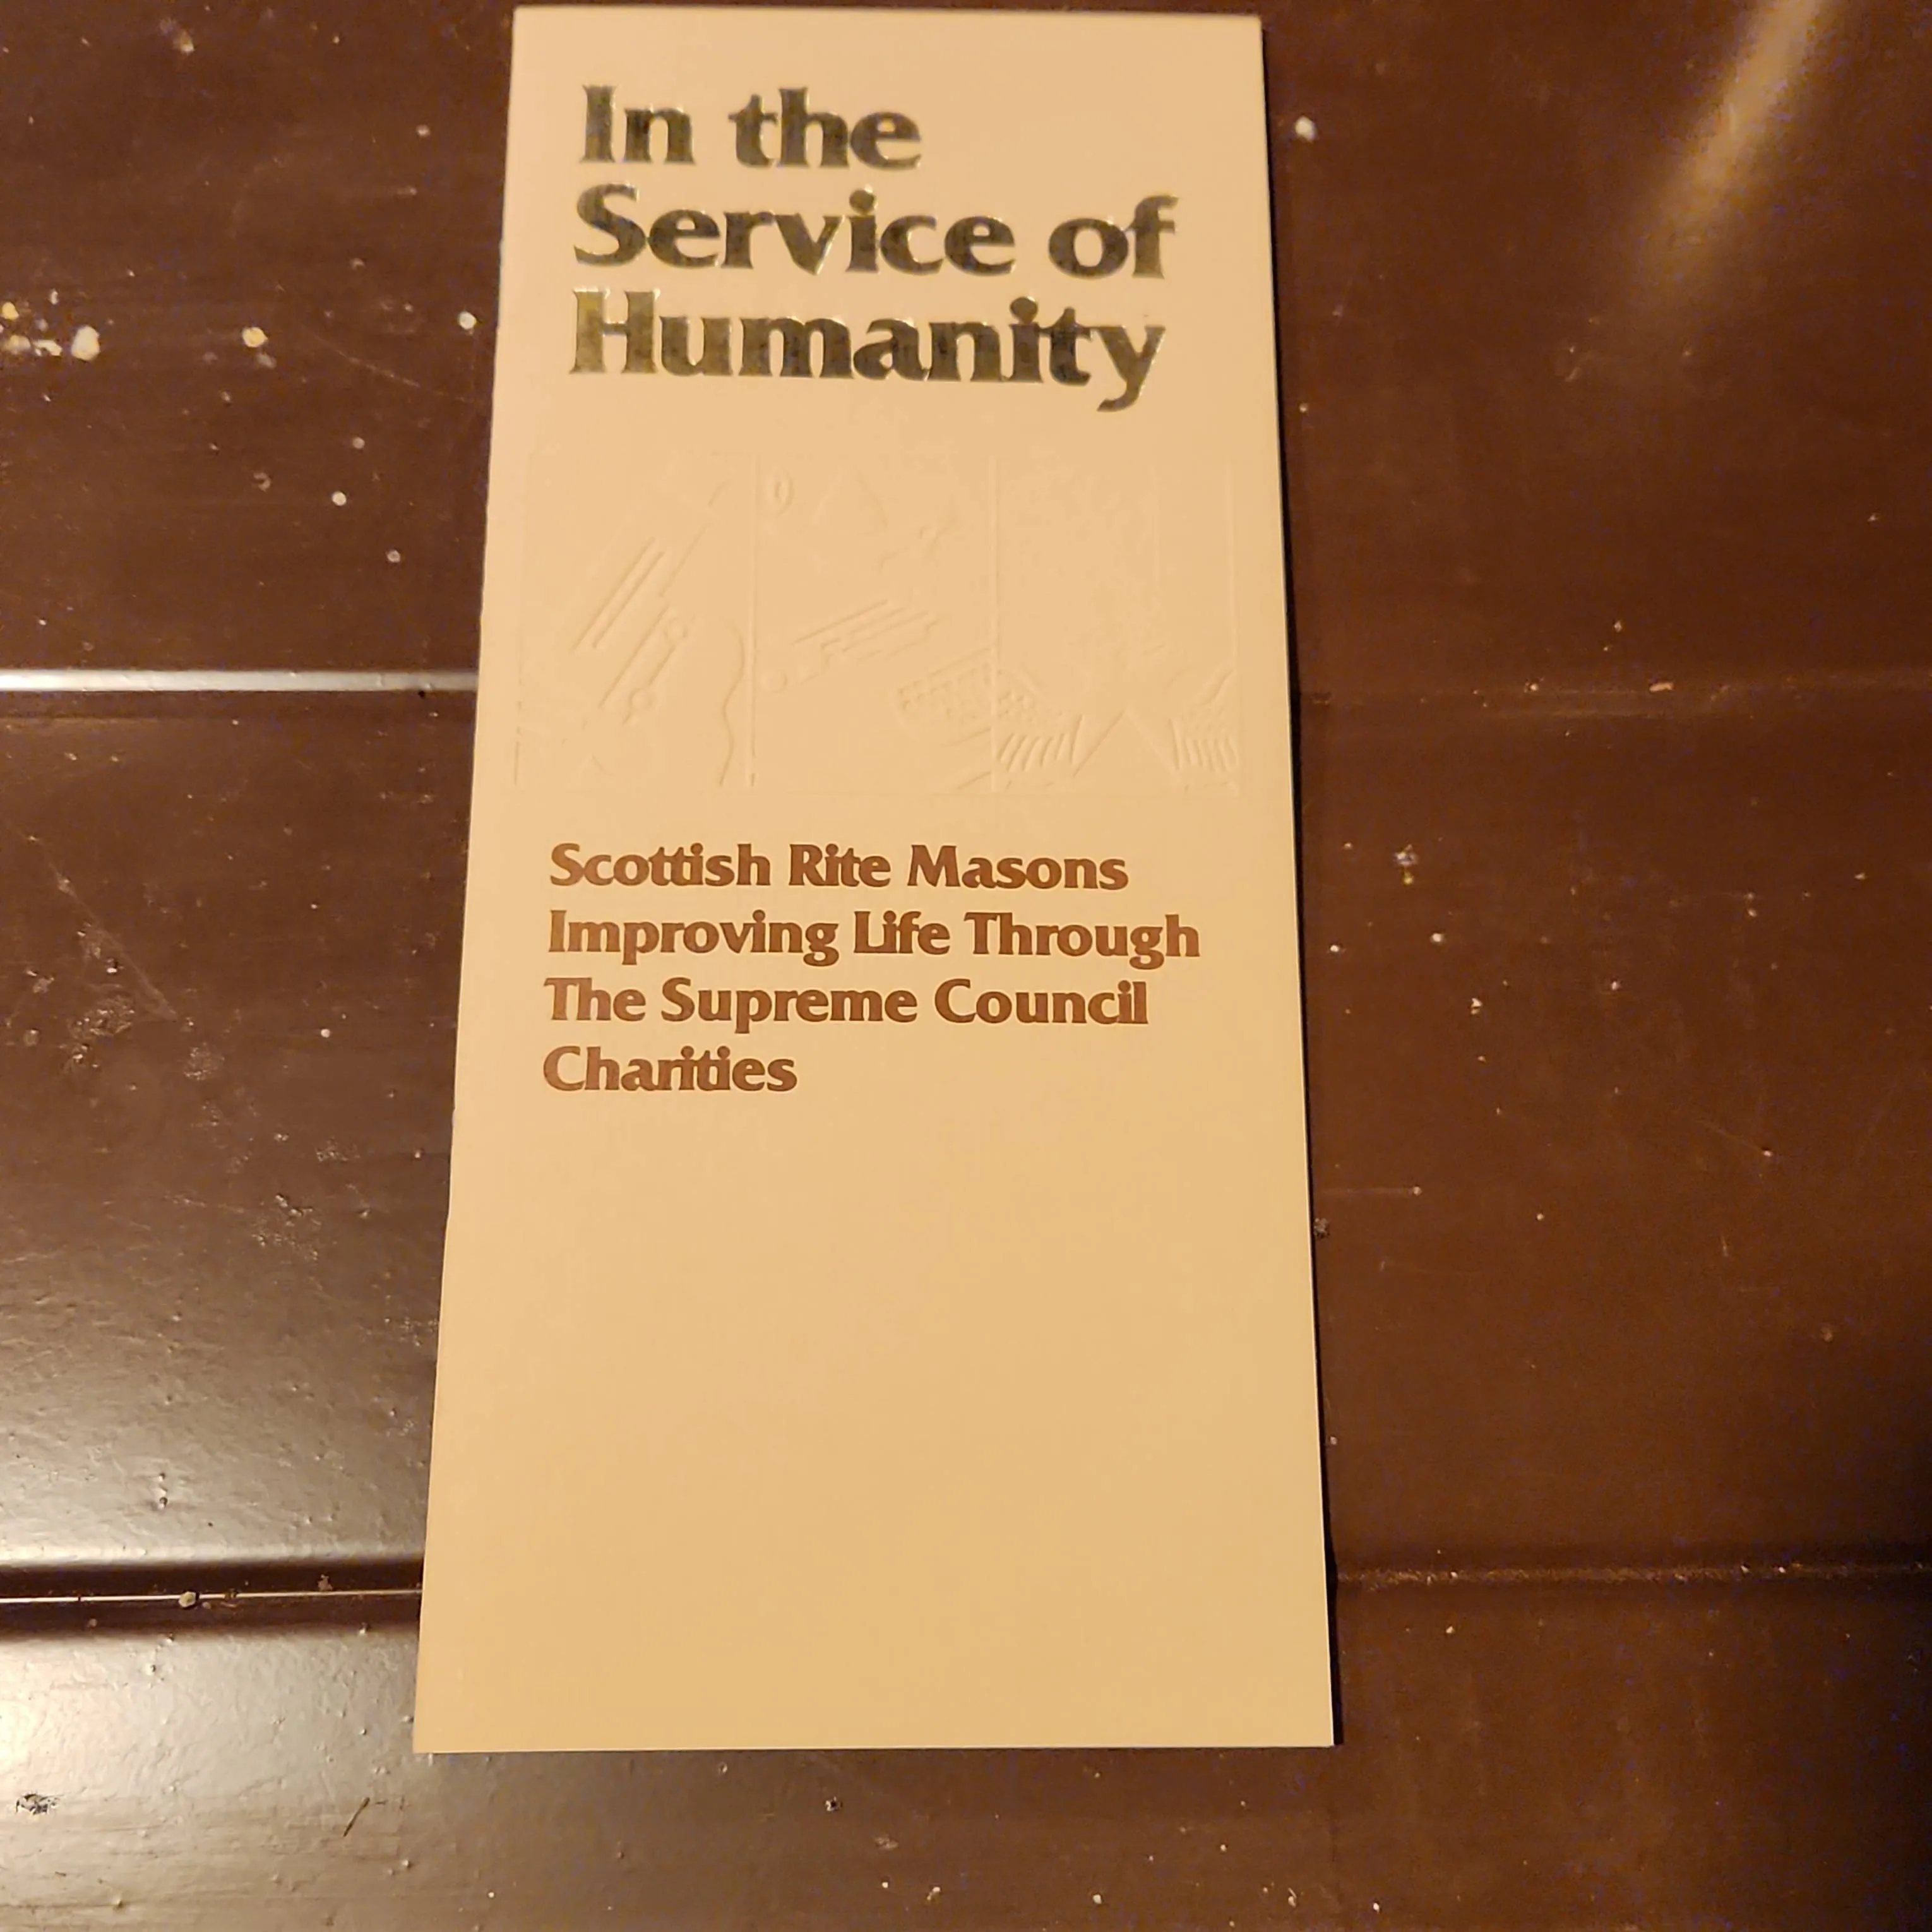 In the
Service of
Humanity
Scottish Rite Masons
Improving Life Through
The Supreme Council
Charities